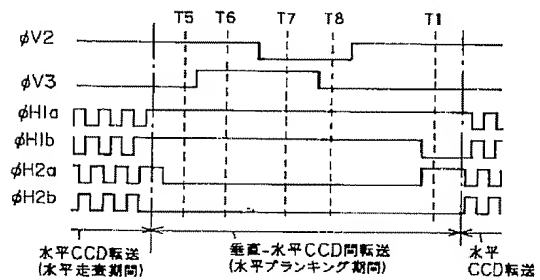 T5 T6 T7 T8 T1
φV2
φV3
φH1a
φH1b
φH2a
φH2b
水平CCD転送
(水平走査期間)
垂直-水平CCD間転送
(水平ブランキング期間)
水平
CCD転送